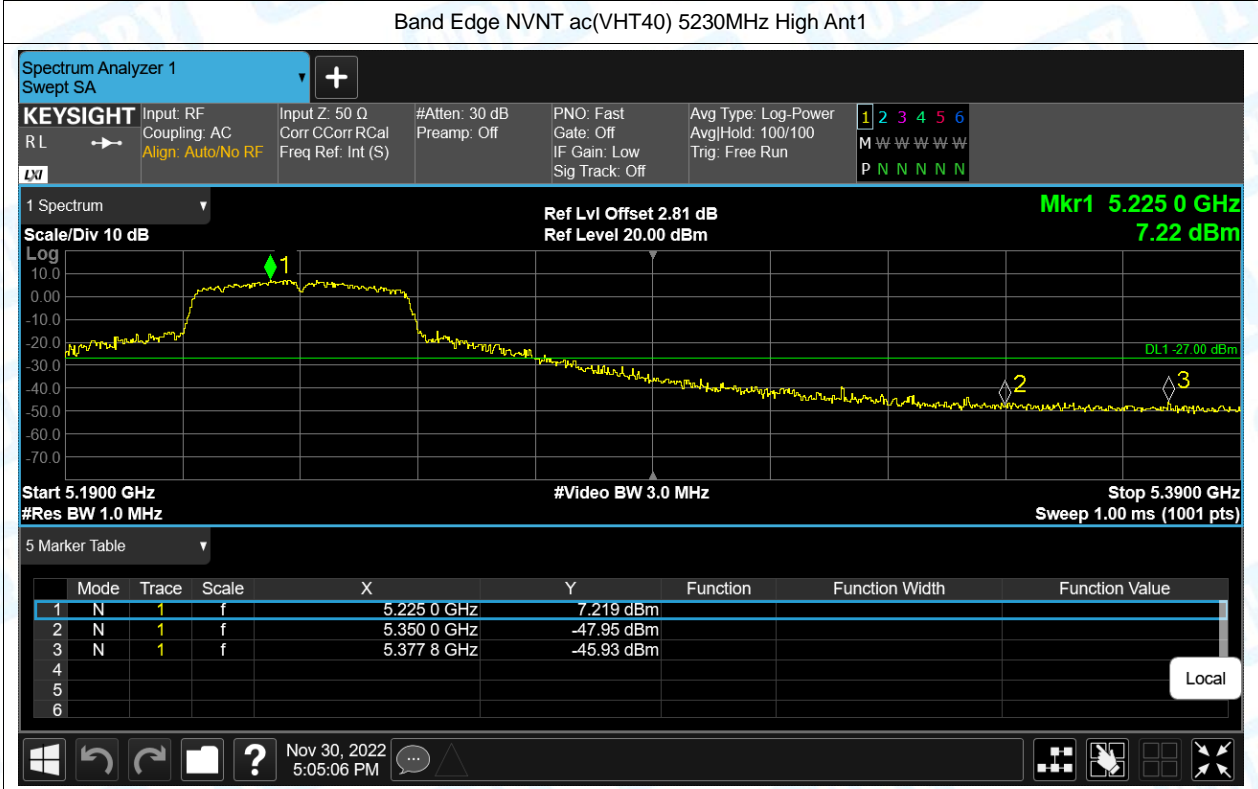 Band Edge NVNT ac(VHT40) 5230MHz High Ant1
Spectrum Analyzer 1
Swept SA
+
KEYSIGHT
R L
LXI
Input: RF
Coupling: AC
Align: Auto/No RF
Input Z: 50 Ω
Corr CCorr RCal
Freq Ref: Int (S)
#Atten: 30 dB
Preamp: Off
PNO: Fast
Gate: Off
IF Gain: Low
Sig Track: Off
Avg Type: Log-Power
Avg|Hold: 100/100
Trig: Free Run
1 2 3 4 5 6
M W W W W W
P N N N N N
1 Spectrum
Scale/Div 10 dB
Ref Lvl Offset 2.81 dB
Ref Level 20.00 dBm
Mkr1 5.225 0 GHz
7.22 dBm
Log
10.0
0.00
-10.0
-20.0
-30.0
-40.0
-50.0
-60.0
-70.0
1
DL1 -27.00 dBm
2
3
Start 5.1900 GHz
#Video BW 3.0 MHz
Stop 5.3900 GHz
#Res BW 1.0 MHz
Sweep 1.00 ms (1001 pts)
5 Marker Table
Mode Trace Scale X Y Function Function Width Function Value
1 N 1 f 5.225 0 GHz 7.219 dBm
2 N 1 f 5.350 0 GHz -47.95 dBm
3 N 1 f 5.377 8 GHz -45.93 dBm
4
5
6
Local
?
Nov 30, 2022
5:05:06 PM